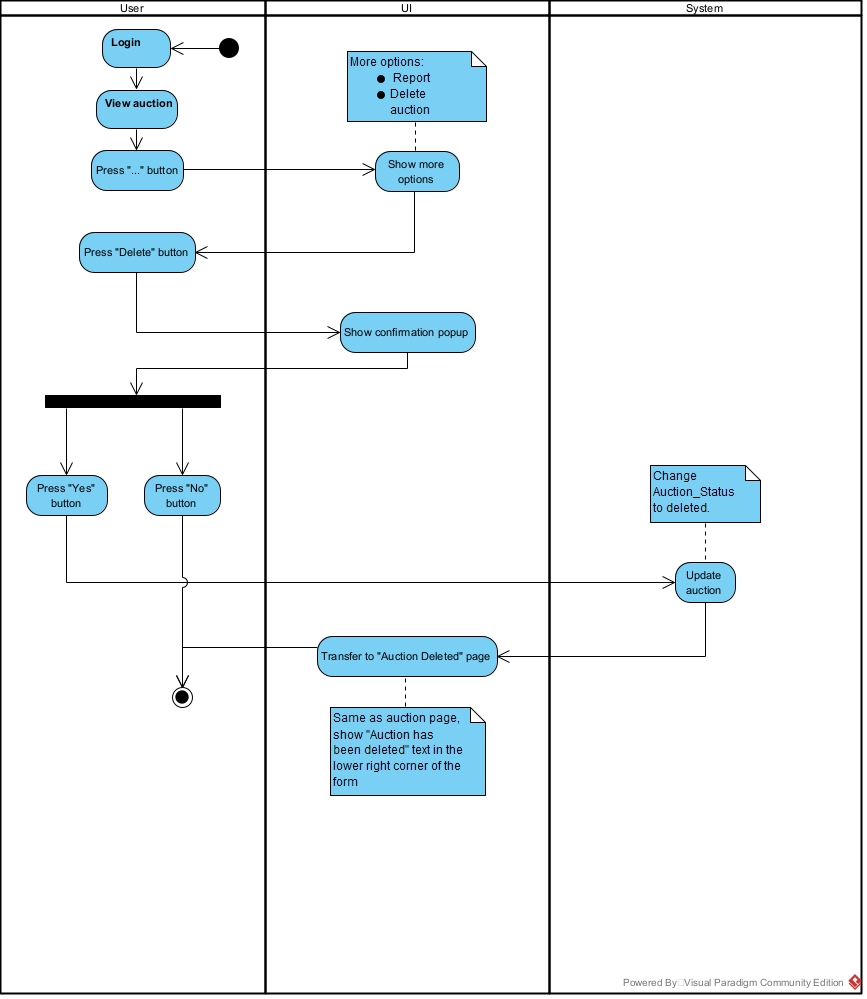 User
UI
System
Login
More options:
● Report
● Delete
auction
View auction
Press "..." button
Show more
options
Press "Delete" button
Show confirmation popup
Press "Yes"
button
Press "No"
button
Change
Auction_Status
to deleted.
Update
auction
Transfer to "Auction Deleted" page
Same as auction page,
show "Auction has
been deleted" text in the
lower right corner of the
form
Powered By Visual Paradigm Community Edition